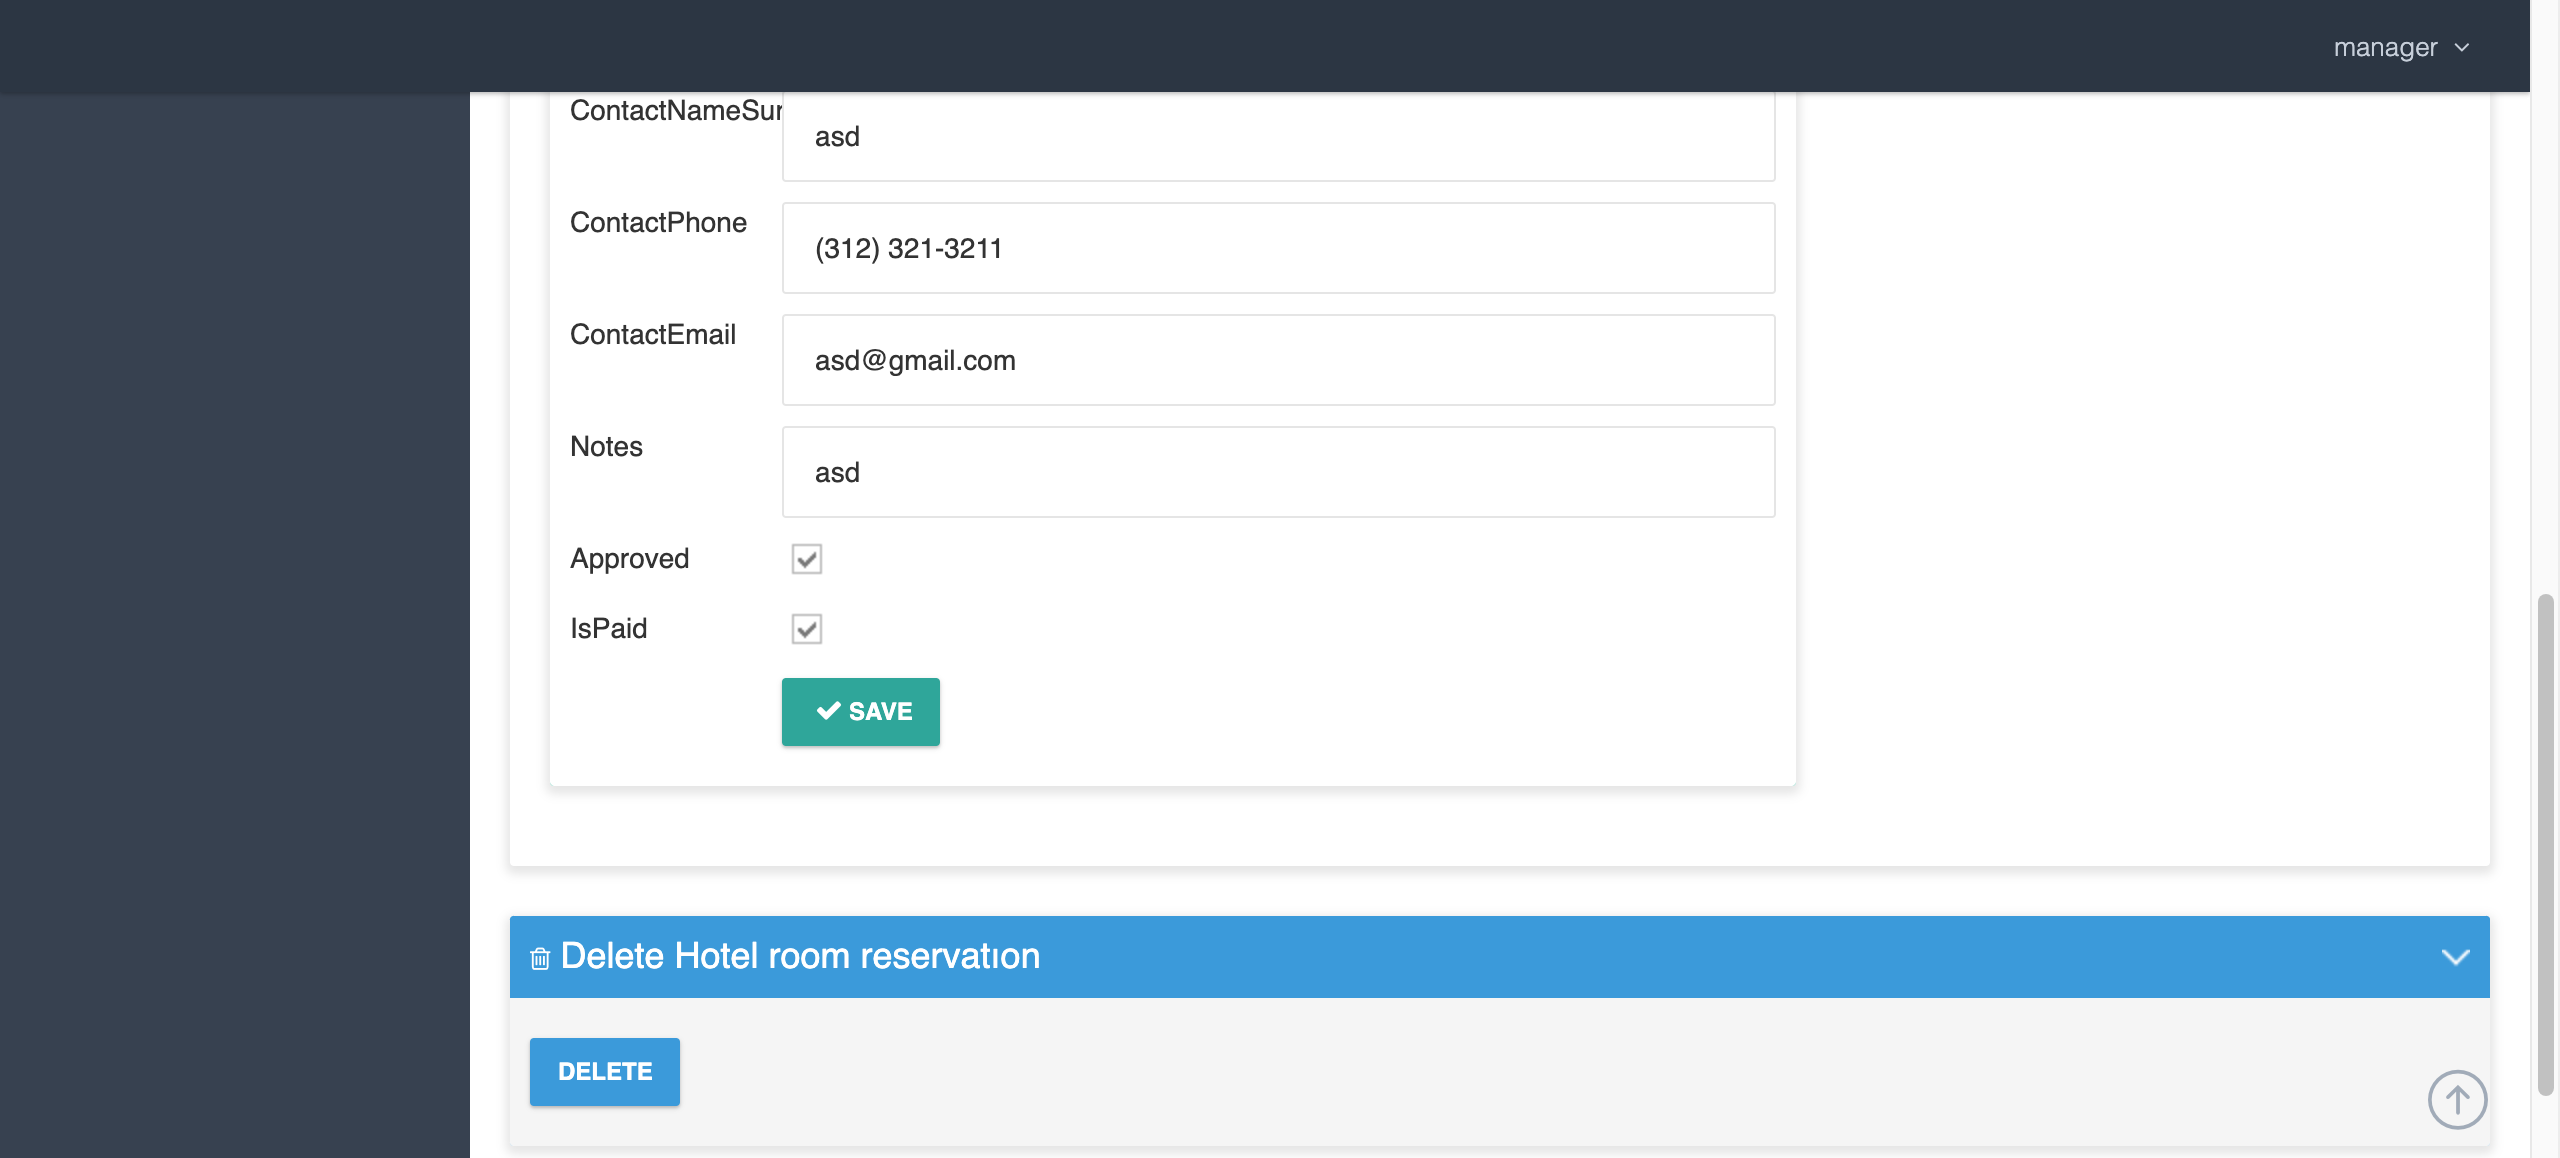 manager
ContactNameSur
asd
ContactPhone
(312) 321-3211
ContactEmail
asd@gmail.com
Notes
asd
Approved
IsPaid
SAVE
Delete Hotel room reservatıon
DELETE